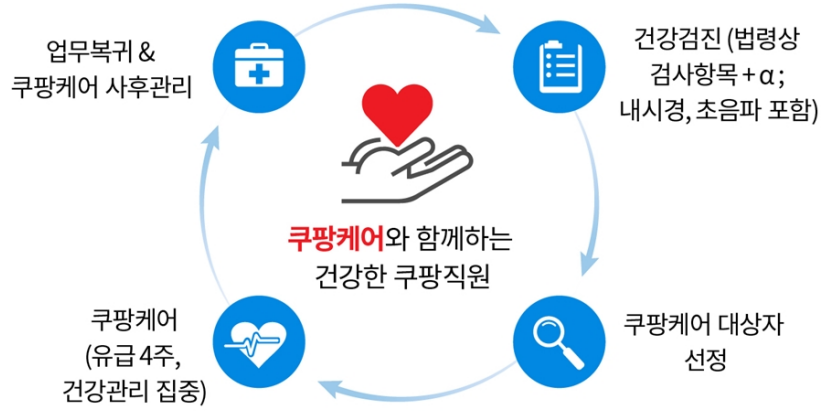 업무복귀 &
쿠팡케어 사후관리
건강검진 (법령상
검사항목 + α ;
내시경, 초음파 포함)
쿠팡케어와 함께하는
건강한 쿠팡직원
쿠팡케어
(유급 4주,
건강관리 집중)
쿠팡케어 대상자
선정